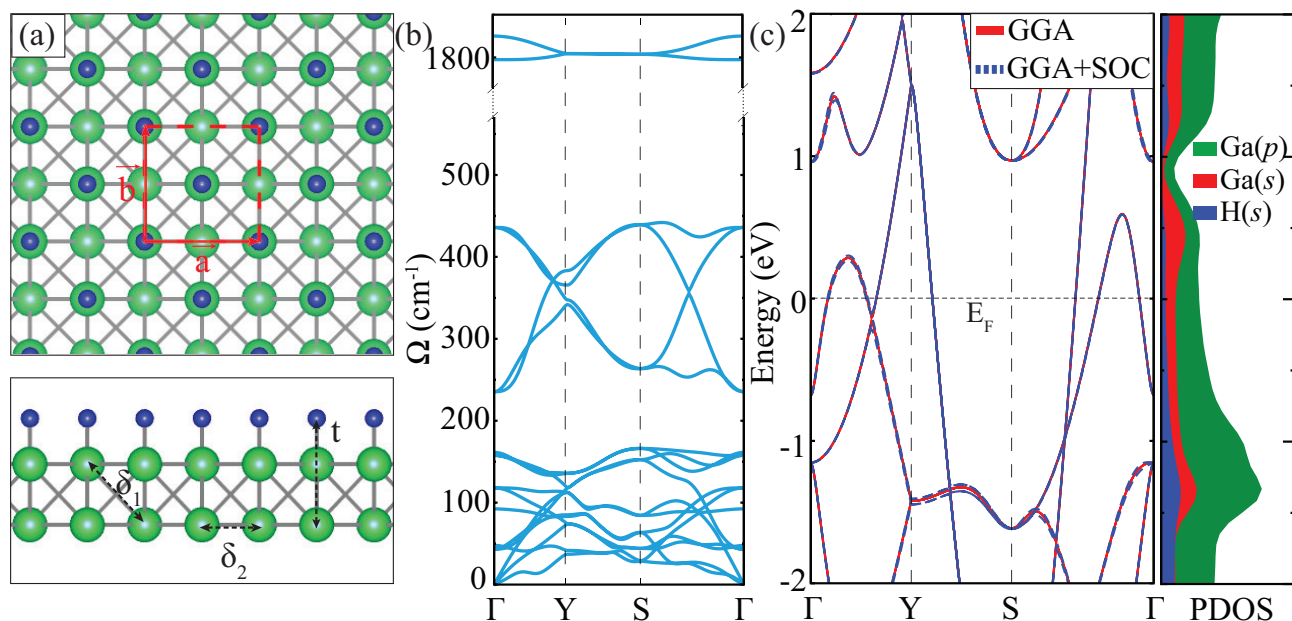 (a)
b
a
t
δ1
δ2
(b)
Ω (cm-1)
1800
500
400
300
200
100
0
Γ
Y
S
Γ
(c)
Energy (eV)
2
1
0
-1
-2
GGA
GGA+SOC
EF
Γ
Y
S
Γ
Ga(p)
Ga(s)
H(s)
PDOS